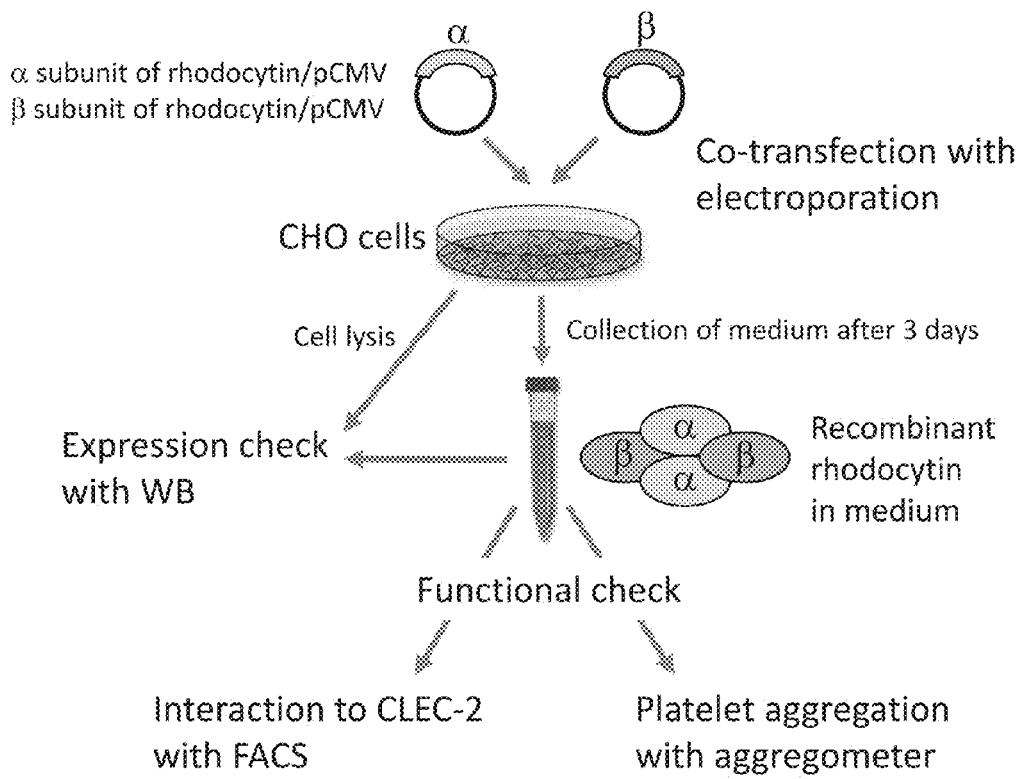 α
β
α subunit of rhodocytin/pCMV
β subunit of rhodocytin/pCMV
Co-transfection with
electroporation
CHO cells
Cell lysis
Collection of medium after 3 days
Expression check
with WB
α
β
β
α
Recombinant
rhodocytin
in medium
Functional check
Interaction to CLEC-2
with FACS
Platelet aggregation
with aggregometer